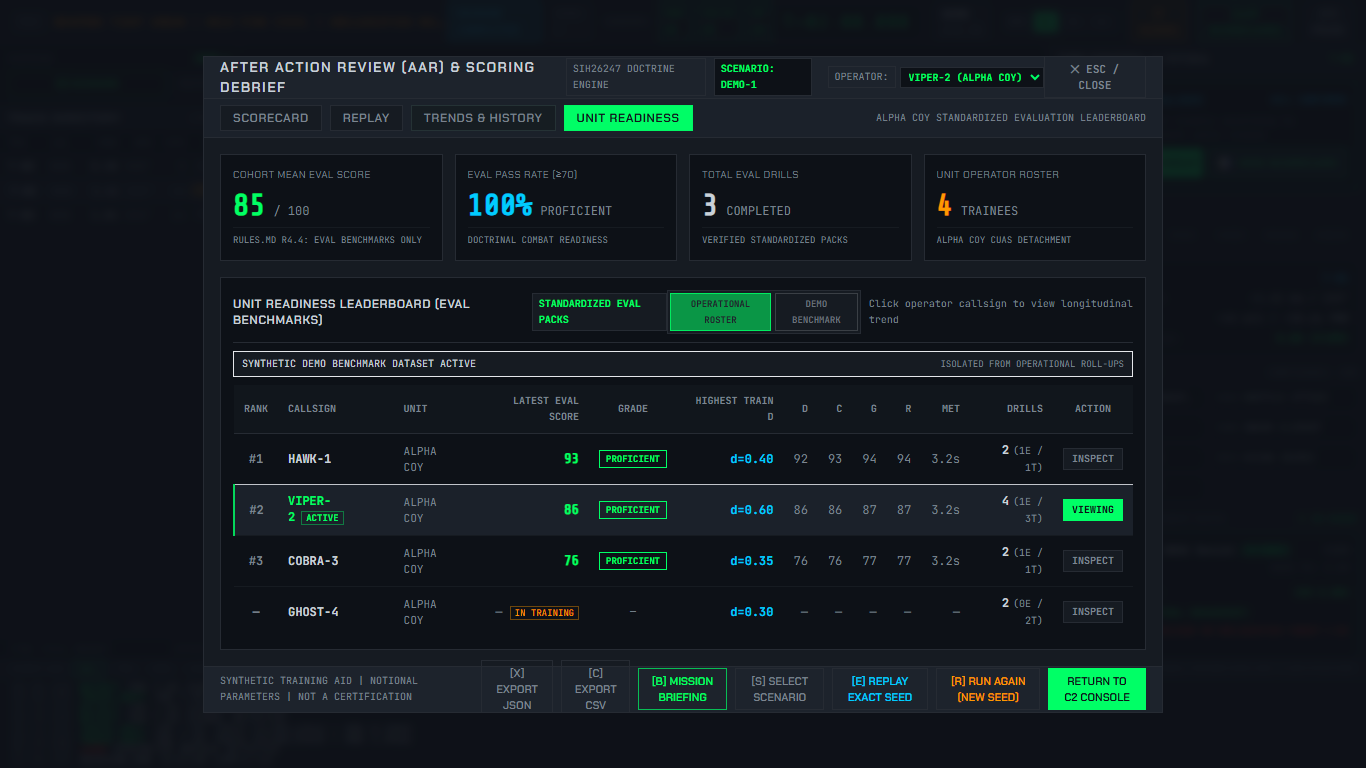 AFTER ACTION REVIEW (AAR) & SCORING
DEBRIEF
SIH26247 DOCTRINE
ENGINE
SCENARIO:
DEMO-1
OPERATOR:
VIPER-2 (ALPHA COY)
✕ ESC /
CLOSE
SCORECARD
REPLAY
TRENDS & HISTORY
UNIT READINESS
ALPHA COY STANDARDIZED EVALUATION LEADERBOARD
COHORT MEAN EVAL SCORE
85 / 100
RULES.MD R4.4: EVAL BENCHMARKS ONLY
EVAL PASS RATE (≥70)
100% PROFICIENT
DOCTRINAL COMBAT READINESS
TOTAL EVAL DRILLS
3 COMPLETED
VERIFIED STANDARDIZED PACKS
UNIT OPERATOR ROSTER
4 TRAINEES
ALPHA COY CUAS DETACHMENT
UNIT READINESS LEADERBOARD (EVAL
BENCHMARKS)
STANDARDIZED EVAL
PACKS
OPERATIONAL
ROSTER
DEMO
BENCHMARK
Click operator callsign to view longitudinal
trend
SYNTHETIC DEMO BENCHMARK DATASET ACTIVE
ISOLATED FROM OPERATIONAL ROLL-UPS
RANK CALLSIGN UNIT LATEST EVAL SCORE GRADE HIGHEST TRAIN D D C G R MET DRILLS ACTION
#1 HAWK-1 ALPHA COY 93 PROFICIENT d=0.40 92 93 94 94 3.2s 2 (1E / 1T) INSPECT
#2 VIPER-2 ACTIVE ALPHA COY 86 PROFICIENT d=0.60 86 86 87 87 3.2s 4 (1E / 3T) VIEWING
#3 COBRA-3 ALPHA COY 76 PROFICIENT d=0.35 76 76 77 77 3.2s 2 (1E / 1T) INSPECT
— GHOST-4 ALPHA COY — IN TRAINING — d=0.30 — — — — — 2 (0E / 2T) INSPECT
SYNTHETIC TRAINING AID | NOTIONAL
PARAMETERS | NOT A CERTIFICATION
[X]
EXPORT
JSON
[C]
EXPORT
CSV
[B] MISSION
BRIEFING
[S] SELECT
SCENARIO
[E] REPLAY
EXACT SEED
[R] RUN AGAIN
(NEW SEED)
RETURN TO
C2 CONSOLE